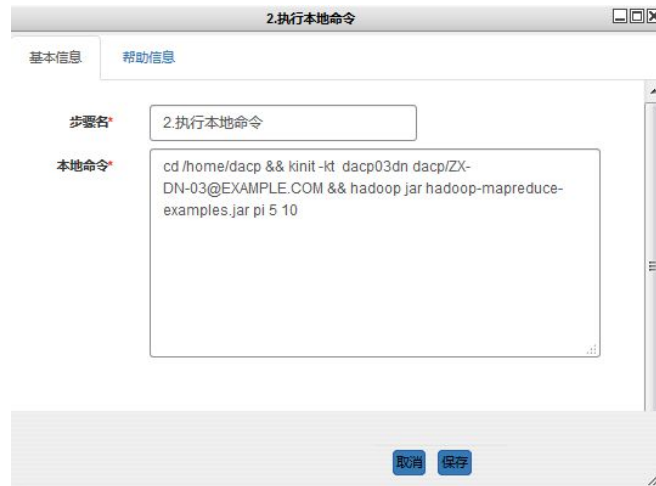 2.执行本地命令
基本信息 帮助信息
步骤名* 2.执行本地命令
本地命令* cd /home/dacp && kinit -kt dacp03dn dacp/ZX-
DN-03@EXAMPLE.COM && hadoop jar hadoop-mapreduce-
examples.jar pi 5 10
取消 保存